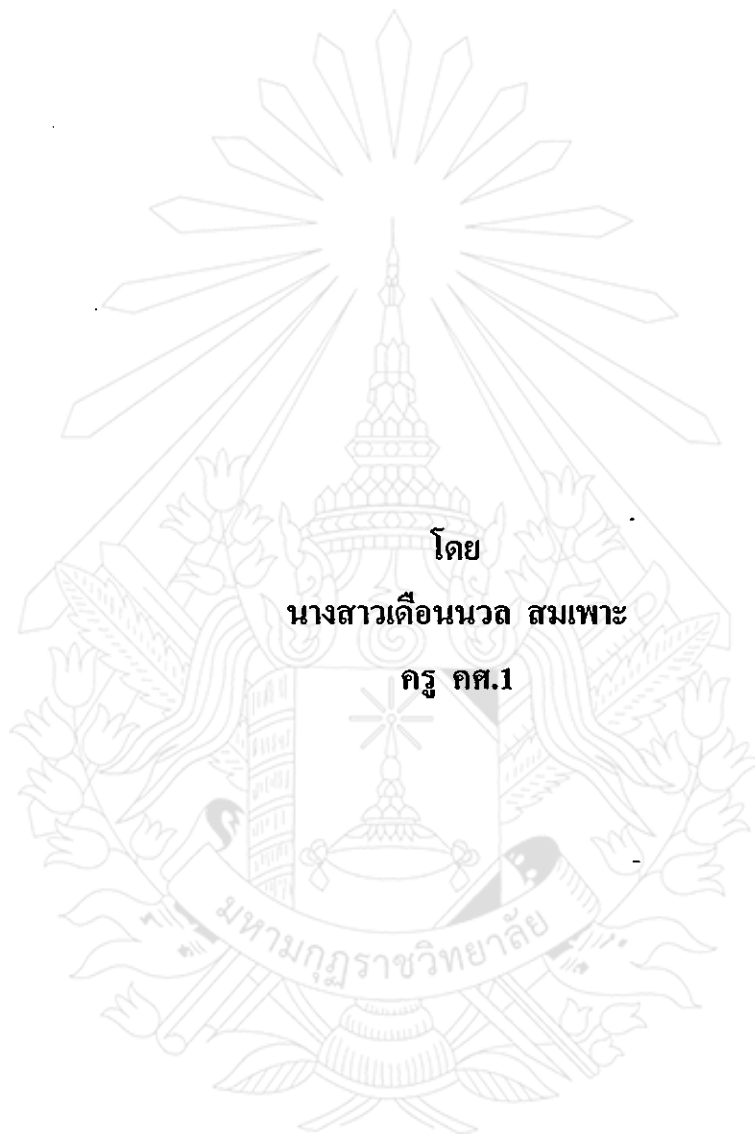 โดย
นางสาวเดือนนวล สมเพาะ
ครู คศ.1
มหามกุฏราชวิทยาลัย